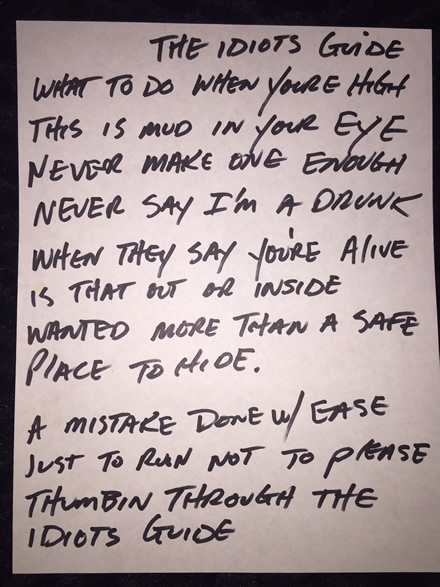 THE IDIOTS GUIDE
WHAT TO DO WHEN YOURE HIGH
THIS IS MUD IN YOUR EYE
NEVER MAKE ONE ENOUGH
NEVER SAY I'M A DRUNK
WHEN THEY SAY YOU'RE ALIVE
IS THAT OUT OR INSIDE
WANTED MORE THAN A SAFE
PLACE TO HIDE.
A MISTAKE DONE W/ EASE
JUST TO RUN NOT TO PLEASE
THUMBIN THROUGH THE
IDIOTS GUIDE